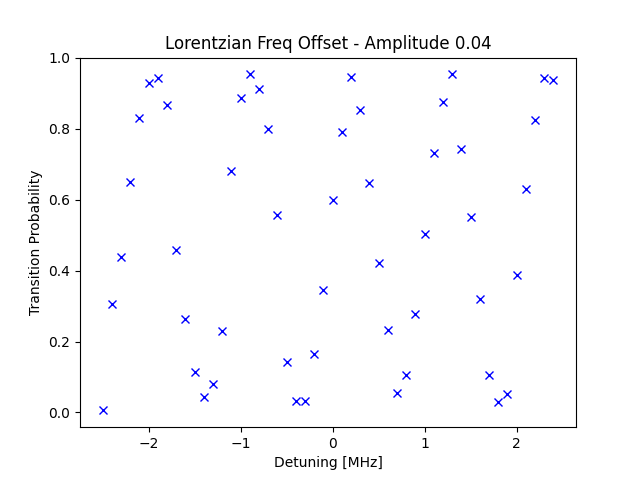 Lorentzian Freq Offset - Amplitude 0.04
1.0
0.8
0.6
0.4
0.2
0.0
Transition Probability
−2 −1 0 1 2
Detuning [MHz]